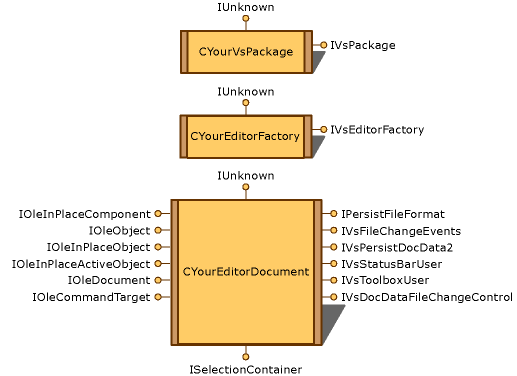 IUnknown
CYourVsPackage
IVsPackage
IUnknown
CYourEditorFactory
IVsEditorFactory
IUnknown
IOleInPlaceComponent
IOleObject
IOleInPlaceObject
IOleInPlaceActiveObject
IOleDocument
IOleCommandTarget
CYourEditorDocument
IPersistFileFormat
IVsFileChangeEvents
IVsPersistDocData2
IVsStatusBarUser
IVsToolboxUser
IVsDocDataFileChangeControl
ISelectionContainer